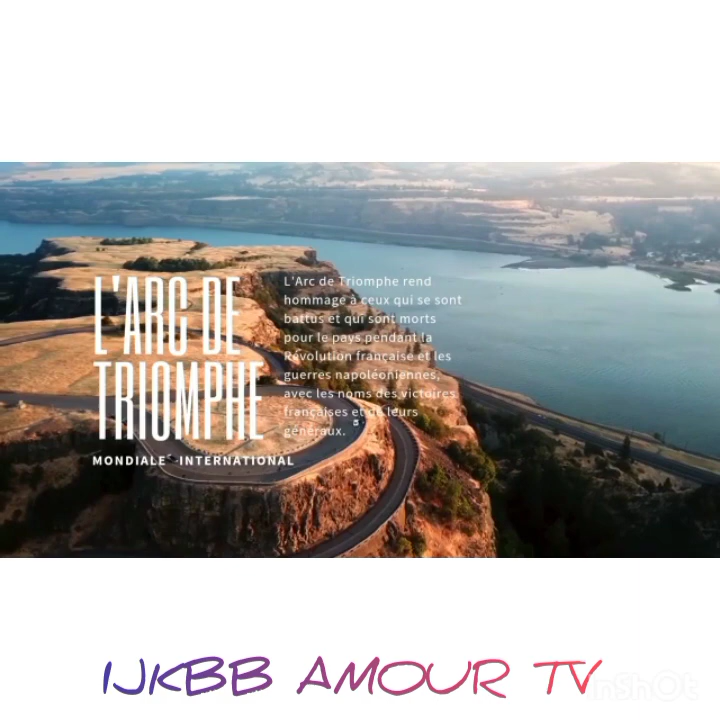 L'ARC DE
TRIOMPHE
MONDIALE INTERNATIONAL
L'Arc de Triomphe rend
hommage à ceux qui se sont
battus et qui sont morts
pour le pays pendant la
Révolution française et les
guerres napoléoniennes,
avec les noms des victoires
françaises et de leurs
généraux.
IJKBB AMOUR TV
InShOt